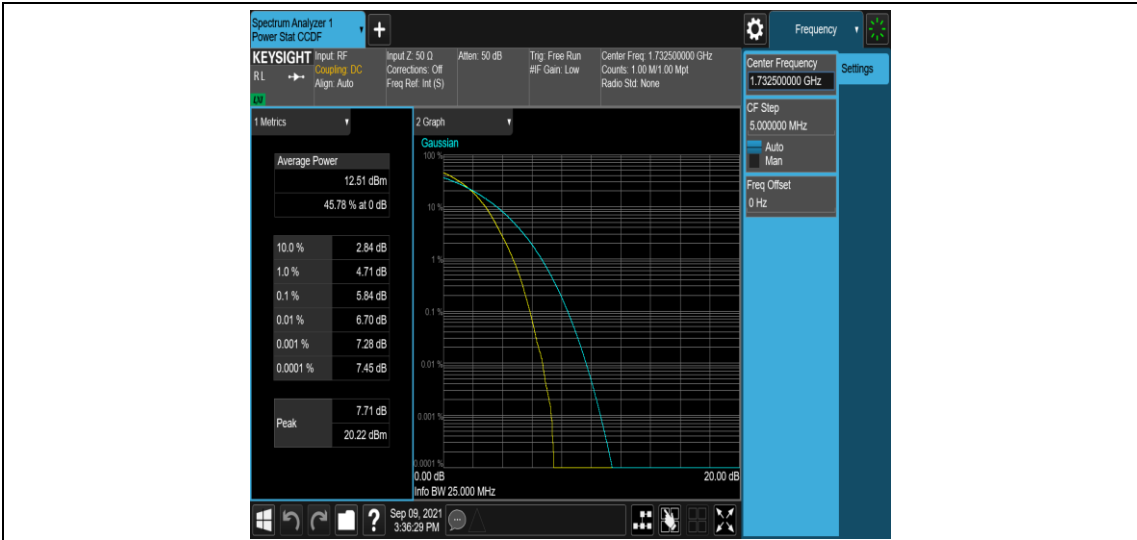 Spectrum Analyzer 1
Power Stat CCDF
+
Frequency
KEYSIGHT
RL
LXI
Input: RF
Coupling: DC
Align: Auto
Input Z: 50 Ω
Corrections: Off
Freq Ref: Int (S)
Atten: 50 dB
Trig: Free Run
#IF Gain: Low
Center Freq: 1.732500000 GHz
Counts: 1.00 M/1.00 Mpt
Radio Std: None
Center Frequency
1.732500000 GHz
Settings
CF Step
5.000000 MHz
Auto
Man
Freq Offset
0 Hz
1 Metrics
Average Power
12.51 dBm
45.78 % at 0 dB
10.0 % 2.84 dB
1.0 % 4.71 dB
0.1 % 5.84 dB
0.01 % 6.70 dB
0.001 % 7.28 dB
0.0001 % 7.45 dB
Peak
7.71 dB
20.22 dBm
2 Graph
Gaussian
100 %
10 %
1 %
0.1 %
0.01 %
0.001 %
0.0001 %
0.00 dB 20.00 dB
Info BW 25.000 MHz
?
Sep 09, 2021
3:36:29 PM